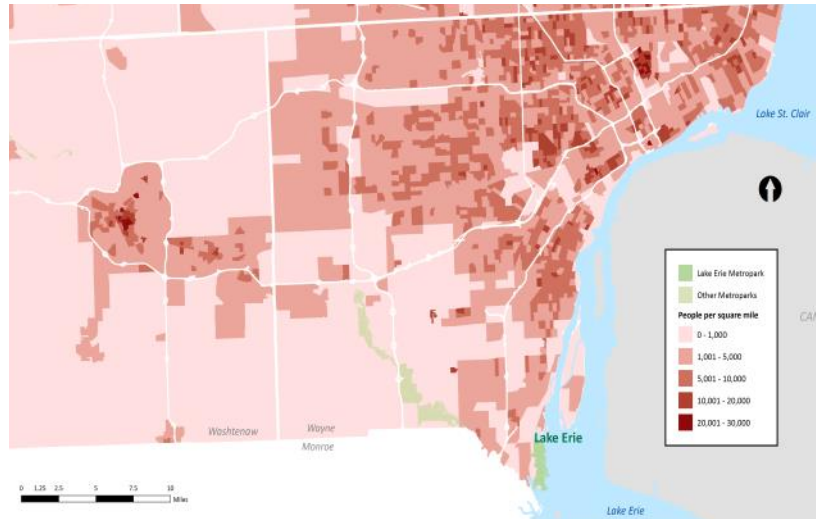 Lake St. Clair
Lake Erie Metropark
Other Metroparks
People per square mile
0 - 1,000
1,001 - 5,000
5,001 - 10,000
10,001 - 20,000
20,001 - 30,000
CAN
Washtenaw
Wayne
Monroe
Lake Erie
0 1.25 2.5 5 7.5 10
Miles
Lake Erie